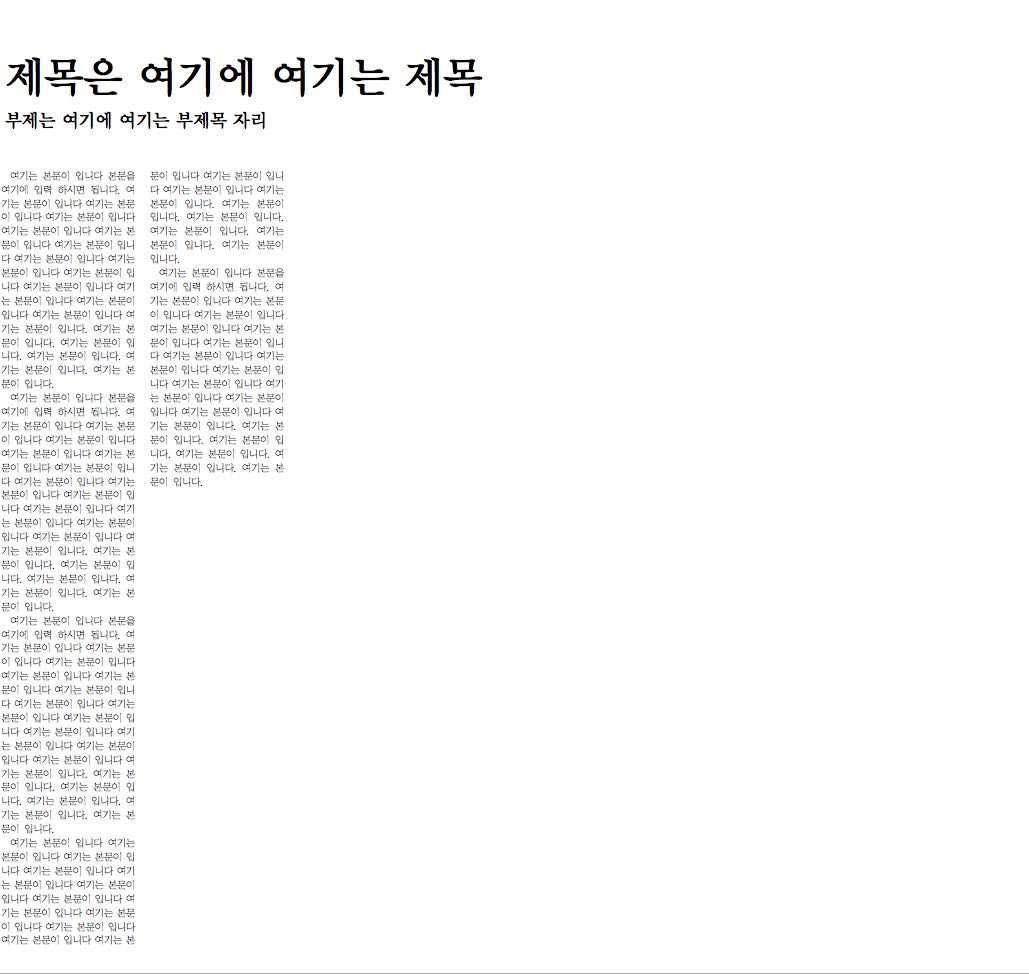 제목은 여기에 여기는 제목
부제는 여기에 여기는 부제목 자리
여기는 본문이 입니다 본문을
여기에 입력 하시면 됩니다. 여
기는 본문이 입니다 여기는 본문
이 입니다 여기는 본문이 입니다
여기는 본문이 입니다 여기는 본
문이 입니다 여기는 본문이 입니
다 여기는 본문이 입니다 여기는
본문이 입니다 여기는 본문이 입
니다 여기는 본문이 입니다 여기
는 본문이 입니다 여기는 본문이
입니다 여기는 본문이 입니다 여
기는 본문이 입니다. 여기는 본
문이 입니다. 여기는 본문이 입
니다. 여기는 본문이 입니다. 여
기는 본문이 입니다. 여기는 본
문이 입니다.
여기는 본문이 입니다 본문을
여기에 입력 하시면 됩니다. 여
기는 본문이 입니다 여기는 본문
이 입니다 여기는 본문이 입니다
여기는 본문이 입니다 여기는 본
문이 입니다 여기는 본문이 입니
다 여기는 본문이 입니다 여기는
본문이 입니다 여기는 본문이 입
니다 여기는 본문이 입니다 여기
는 본문이 입니다 여기는 본문이
입니다 여기는 본문이 입니다 여
기는 본문이 입니다. 여기는 본
문이 입니다. 여기는 본문이 입
니다. 여기는 본문이 입니다. 여
기는 본문이 입니다. 여기는 본
문이 입니다.
여기는 본문이 입니다 본문을
여기에 입력 하시면 됩니다. 여
기는 본문이 입니다 여기는 본문
이 입니다 여기는 본문이 입니다
여기는 본문이 입니다 여기는 본
문이 입니다 여기는 본문이 입니
다 여기는 본문이 입니다 여기는
본문이 입니다 여기는 본문이 입
니다 여기는 본문이 입니다 여기
는 본문이 입니다 여기는 본문이
입니다 여기는 본문이 입니다 여
기는 본문이 입니다. 여기는 본
문이 입니다. 여기는 본문이 입
니다. 여기는 본문이 입니다. 여
기는 본문이 입니다. 여기는 본
문이 입니다.
여기는 본문이 입니다 여기는
본문이 입니다 여기는 본문이 입
니다 여기는 본문이 입니다 여기
는 본문이 입니다 여기는 본문이
입니다 여기는 본문이 입니다 여
기는 본문이 입니다 여기는 본문
이 입니다 여기는 본문이 입니다
여기는 본문이 입니다 여기는 본
문이 입니다 여기는 본문이 입니
다 여기는 본문이 입니다 여기는
본문이 입니다. 여기는 본문이
입니다. 여기는 본문이 입니다.
여기는 본문이 입니다. 여기는
본문이 입니다. 여기는 본문이
입니다.
여기는 본문이 입니다 본문을
여기에 입력 하시면 됩니다. 여
기는 본문이 입니다 여기는 본문
이 입니다 여기는 본문이 입니다
여기는 본문이 입니다 여기는 본
문이 입니다 여기는 본문이 입니
다 여기는 본문이 입니다 여기는
본문이 입니다 여기는 본문이 입
니다 여기는 본문이 입니다 여기
는 본문이 입니다 여기는 본문이
입니다 여기는 본문이 입니다 여
기는 본문이 입니다. 여기는 본
문이 입니다. 여기는 본문이 입
니다. 여기는 본문이 입니다. 여
기는 본문이 입니다. 여기는 본
문이 입니다.